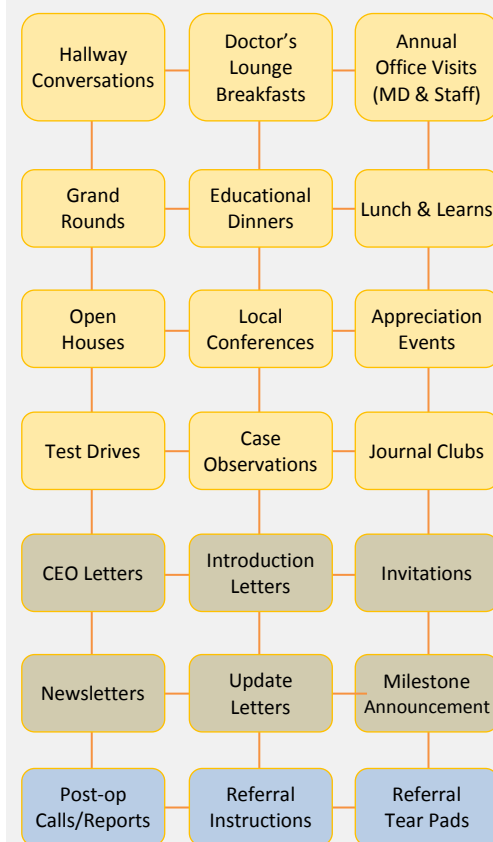 Hallway
Conversations
Doctor's
Lounge
Breakfasts
Annual
Office Visits
(MD & Staff)
Grand
Rounds
Educational
Dinners
Lunch & Learns
Open
Houses
Local
Conferences
Appreciation
Events
Test Drives
Case
Observations
Journal Clubs
CEO Letters
Introduction
Letters
Invitations
Newsletters
Update
Letters
Milestone
Announcement
Post-op
Calls/Reports
Referral
Instructions
Referral
Tear Pads